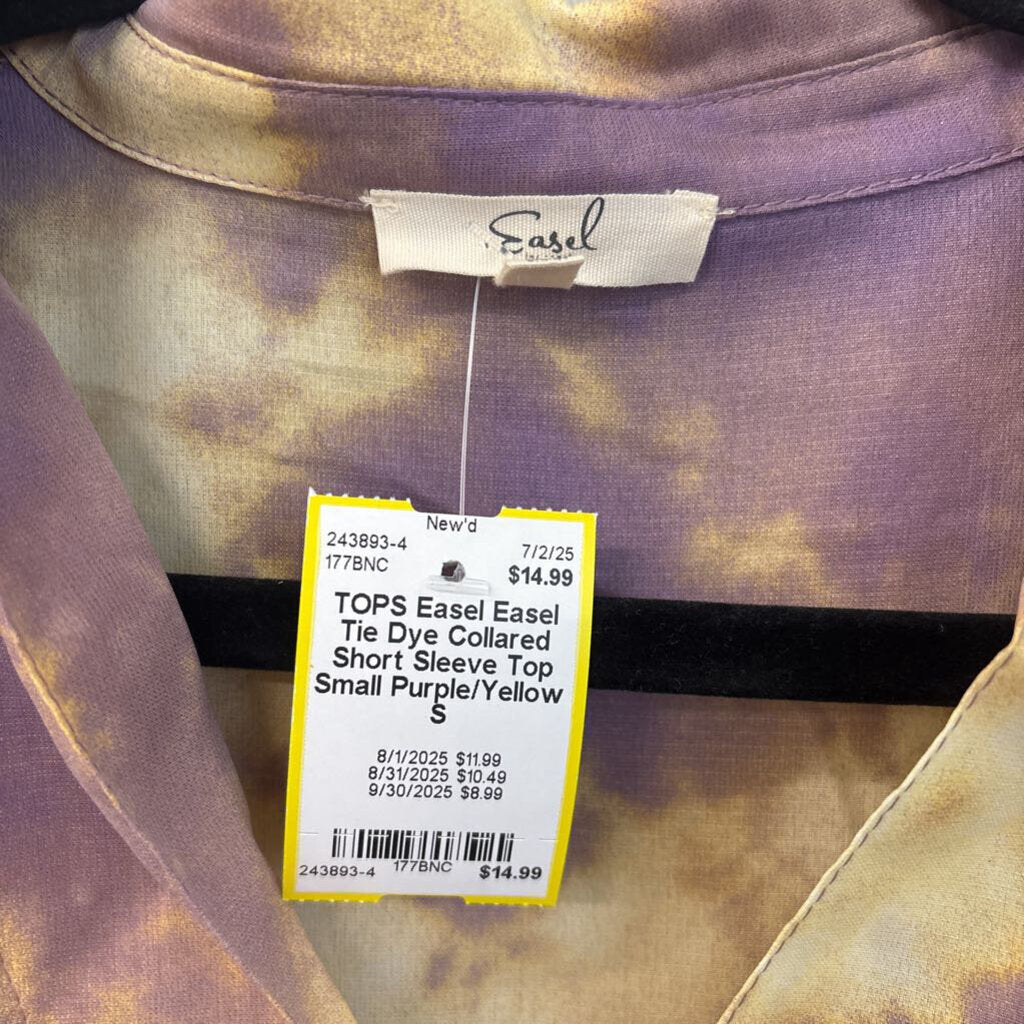 Easel
New'd
243893-4 7/2/25
177BNC $14.99
TOPS Easel Easel
Tie Dye Collared
Short Sleeve Top
Small Purple/Yellow
S
8/1/2025 $11.99
8/31/2025 $10.49
9/30/2025 $8.99
243893-4 177BNC $14.99